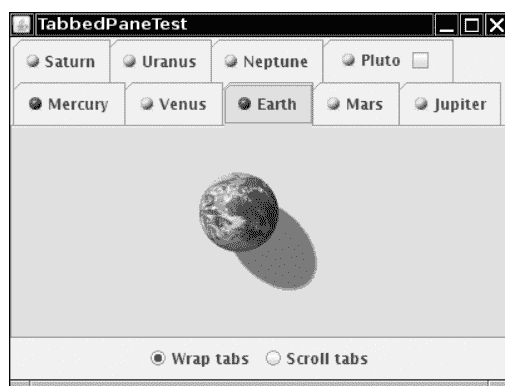 TabbedPaneTest
Saturn Uranus Neptune Pluto
Mercury Venus Earth Mars Jupiter
Wrap tabs Scroll tabs